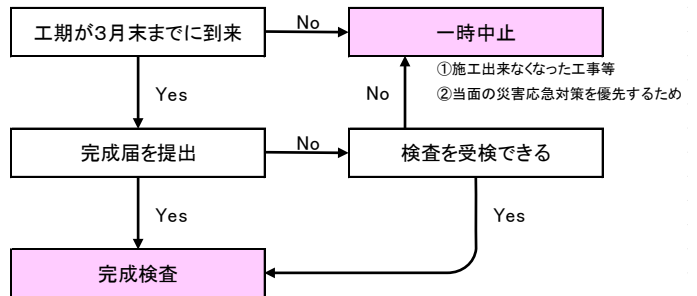 工期が3月末までに到来
No
一時中止
①施工出来なくなった工事等
②当面の災害応急対策を優先するため
Yes
No
完成届を提出
No
検査を受検できる
Yes
Yes
完成検査